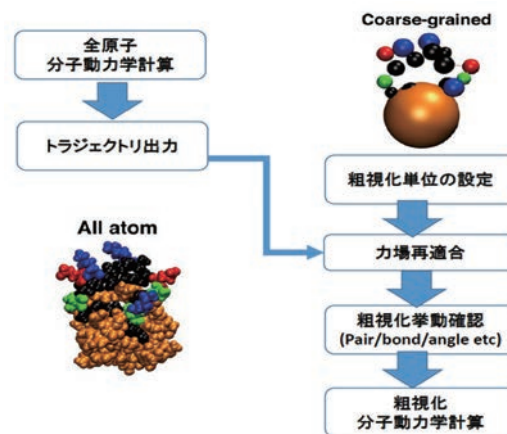 Coarse-grained
全原子
分子動力学計算
トラジェクトリ出力
All atom
粗視化単位の設定
力場再適合
粗視化挙動確認
(Pair/bond/angle etc)
粗視化
分子動力学計算